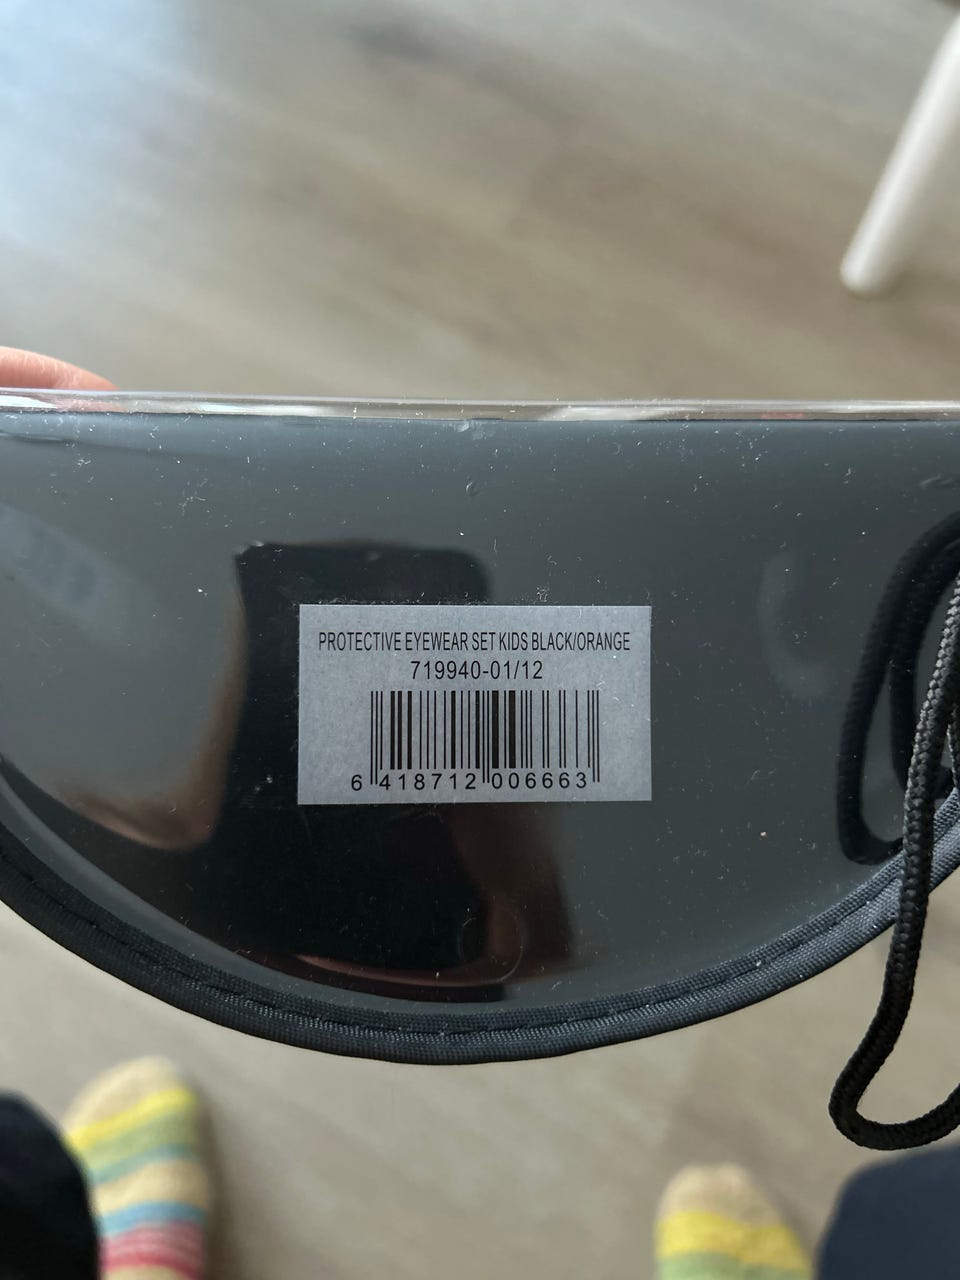 PROTECTIVE EYEWEAR SET KIDS BLACK/ORANGE
719940-01/12
6 418712 006663